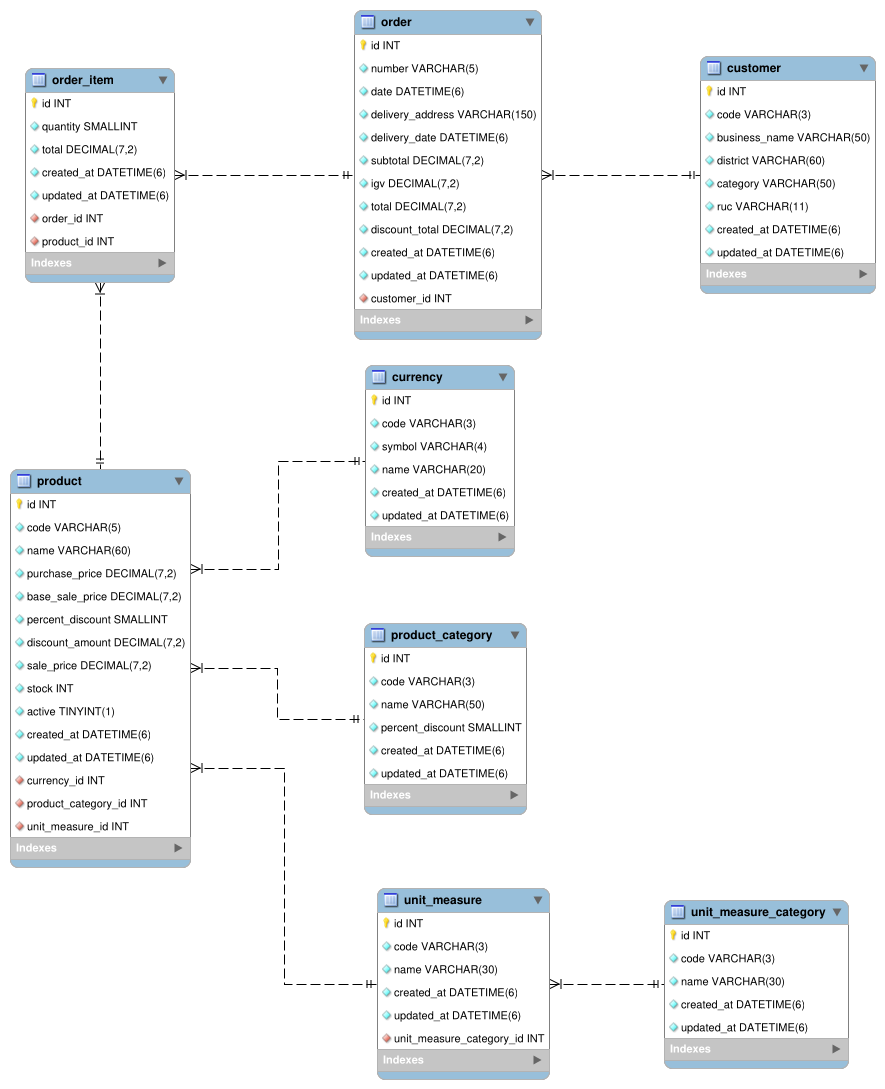 order
id INT
number VARCHAR(5)
date DATETIME(6)
delivery_address VARCHAR(150)
delivery_date DATETIME(6)
subtotal DECIMAL(7,2)
igv DECIMAL(7,2)
total DECIMAL(7,2)
discount_total DECIMAL(7,2)
created_at DATETIME(6)
updated_at DATETIME(6)
customer_id INT
Indexes
order_item
id INT
quantity SMALLINT
total DECIMAL(7,2)
created_at DATETIME(6)
updated_at DATETIME(6)
order_id INT
product_id INT
Indexes
customer
id INT
code VARCHAR(3)
business_name VARCHAR(50)
district VARCHAR(60)
category VARCHAR(50)
ruc VARCHAR(11)
created_at DATETIME(6)
updated_at DATETIME(6)
Indexes
currency
id INT
code VARCHAR(3)
symbol VARCHAR(4)
name VARCHAR(20)
created_at DATETIME(6)
updated_at DATETIME(6)
Indexes
product
id INT
code VARCHAR(5)
name VARCHAR(60)
purchase_price DECIMAL(7,2)
base_sale_price DECIMAL(7,2)
percent_discount SMALLINT
discount_amount DECIMAL(7,2)
sale_price DECIMAL(7,2)
stock INT
active TINYINT(1)
created_at DATETIME(6)
updated_at DATETIME(6)
currency_id INT
product_category_id INT
unit_measure_id INT
Indexes
product_category
id INT
code VARCHAR(3)
name VARCHAR(50)
percent_discount SMALLINT
created_at DATETIME(6)
updated_at DATETIME(6)
Indexes
unit_measure
id INT
code VARCHAR(3)
name VARCHAR(30)
created_at DATETIME(6)
updated_at DATETIME(6)
unit_measure_category_id INT
Indexes
unit_measure_category
id INT
code VARCHAR(3)
name VARCHAR(30)
created_at DATETIME(6)
updated_at DATETIME(6)
Indexes